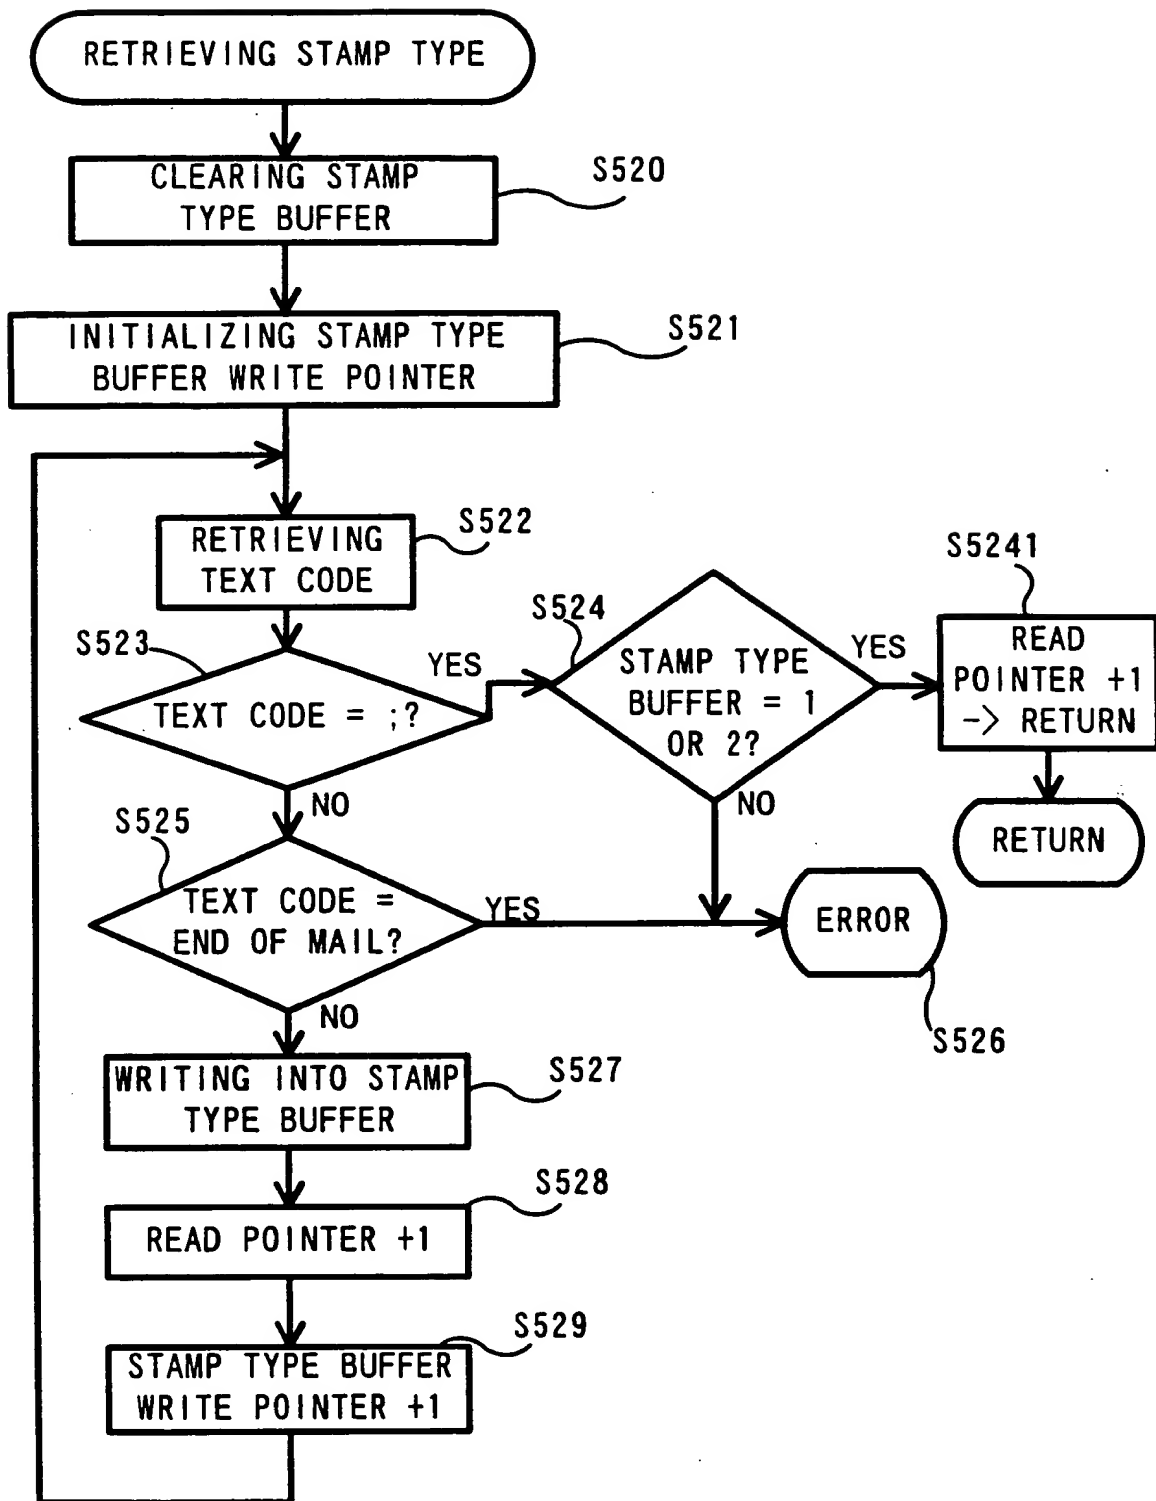 RETRIEVING STAMP TYPE
CLEARING STAMP
TYPE BUFFER
S520
INITIALIZING STAMP TYPE
BUFFER WRITE POINTER
S521
RETRIEVING
TEXT CODE
S522
S523
TEXT CODE = ;?
YES
NO
S524
STAMP TYPE
BUFFER = 1
OR 2?
YES
NO
S5241
READ
POINTER +1
-> RETURN
RETURN
S525
TEXT CODE =
END OF MAIL?
YES
NO
ERROR
S526
WRITING INTO STAMP
TYPE BUFFER
S527
READ POINTER +1
S528
STAMP TYPE BUFFER
WRITE POINTER +1
S529